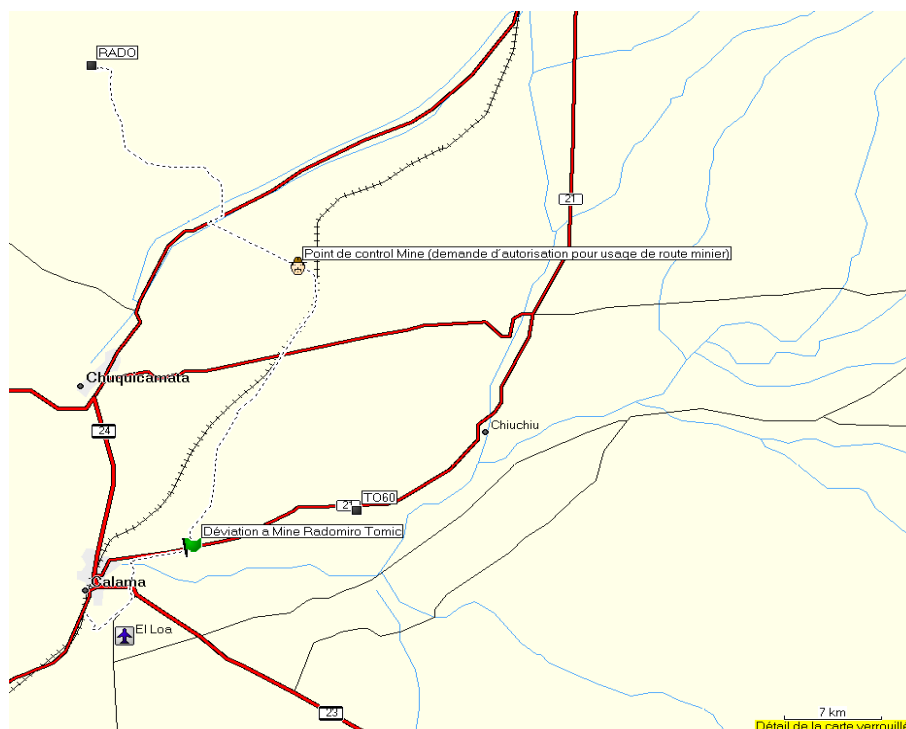 RADO
21
Point de control Mine (demande d´autorisation pour usage de route minier)
Chuquicamata
24
Chiuchiu
TO60
21
Déviation a Mine Radomiro Tomic
Calama
El Loa
23
7 km
Détail de la carte verrouillé